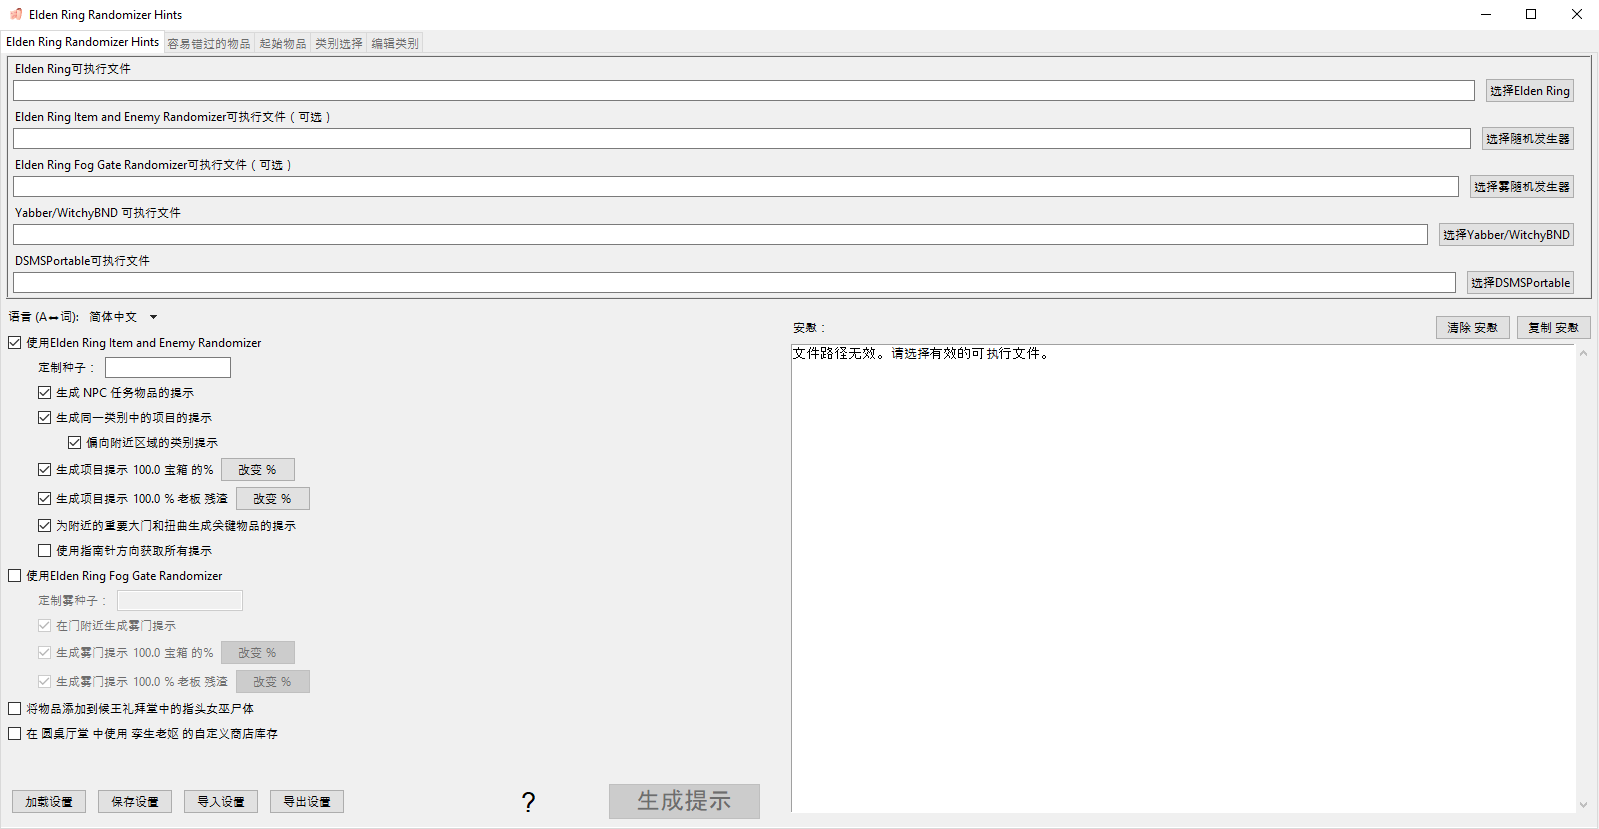 Elden Ring Randomizer Hints
Elden Ring Randomizer Hints 容易错过的物品 起始物品 类别选择 编辑类别
Elden Ring可执行文件
选择Elden Ring
Elden Ring Item and Enemy Randomizer可执行文件（可选）
选择随机发生器
Elden Ring Fog Gate Randomizer可执行文件（可选）
选择雾随机发生器
Yabber/WitchyBND 可执行文件
选择Yabber/WitchyBND
DSMSPortable可执行文件
选择DSMSPortable
语言 (A↔词): 简体中文
使用Elden Ring Item and Enemy Randomizer
定制种子：
生成 NPC 任务物品的提示
生成同一类别中的项目的提示
偏向附近区域的类别提示
生成项目提示 100.0 宝箱 的% 改变 %
生成项目提示 100.0 % 老板 残渣 改变 %
为附近的重要大门和扭曲生成关键物品的提示
使用指南针方向获取所有提示
使用Elden Ring Fog Gate Randomizer
定制雾种子：
在门附近生成雾门提示
生成雾门提示 100.0 宝箱 的% 改变 %
生成雾门提示 100.0 % 老板 残渣 改变 %
将物品添加到候王礼拜堂中的指头女巫尸体
在 圆桌厅堂 中使用 孪生老妪 的自定义商店库存
加载设置 保存设置 导入设置 导出设置 ? 生成提示
安慰： 清除 安慰 复制 安慰
文件路径无效。请选择有效的可执行文件。